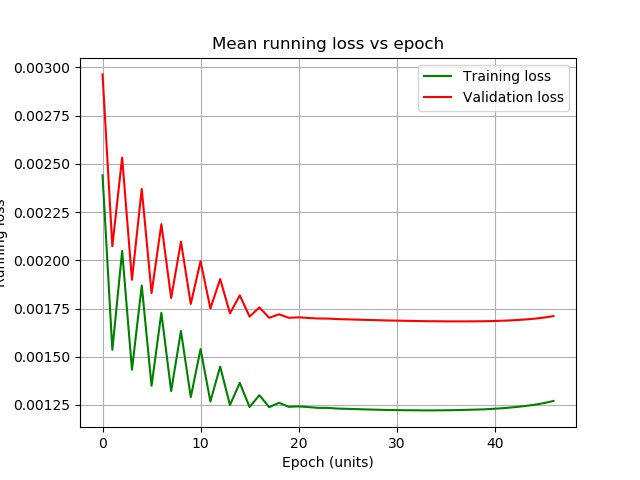 Mean running loss vs epoch
0.00300
0.00275
0.00250
0.00225
0.00200
0.00175
0.00150
0.00125
Running loss
Training loss
Validation loss
0
10
20
30
40
Epoch (units)